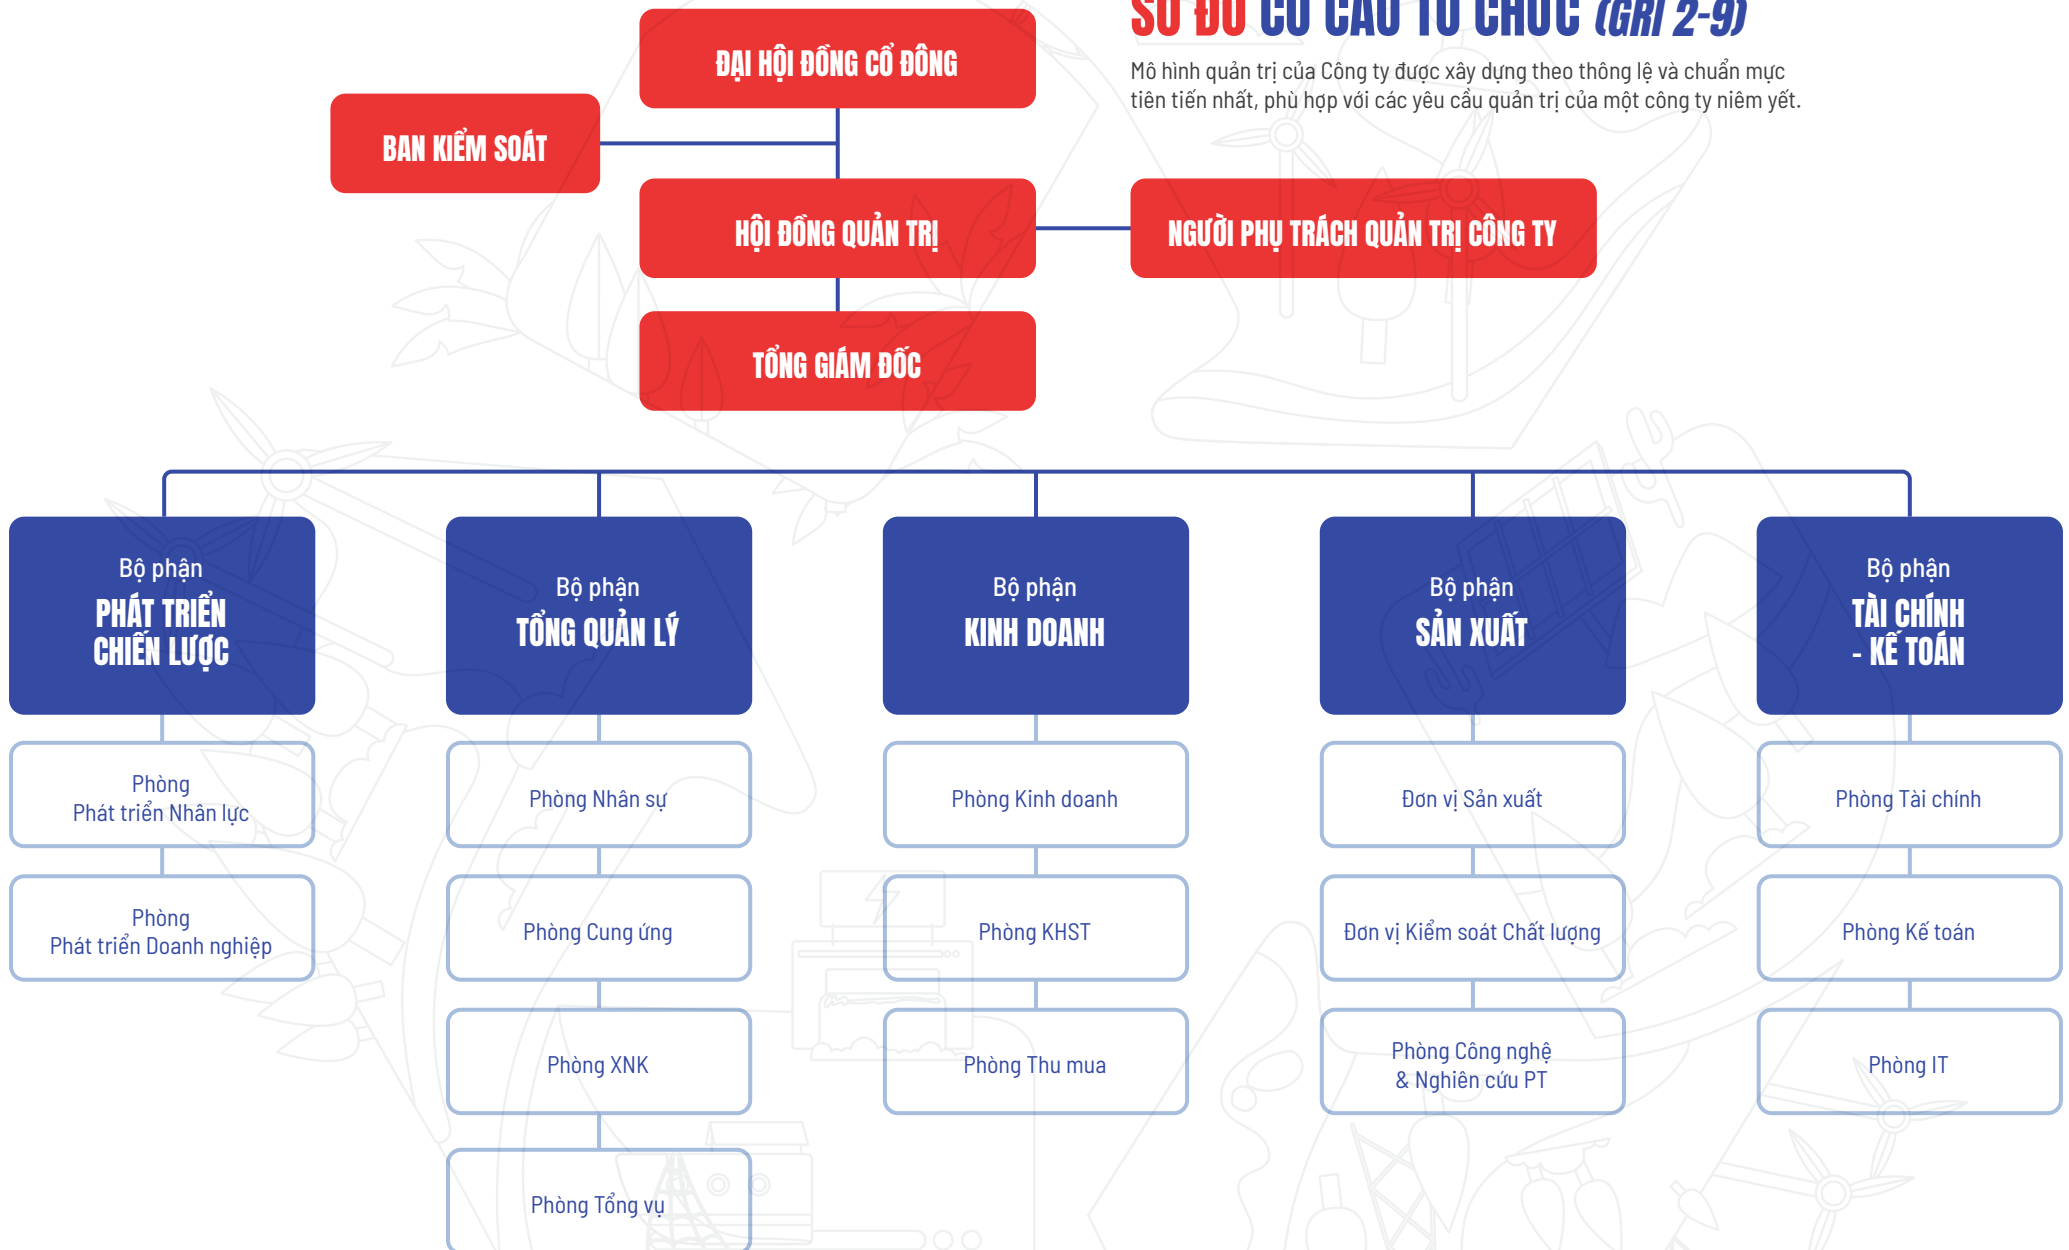 SƠ ĐỒ CƠ CẤU TỔ CHỨC (GRI 2-9)
Mô hình quản trị của Công ty được xây dựng theo thông lệ và chuẩn mực
tiên tiến nhất, phù hợp với các yêu cầu quản trị của một công ty niêm yết.
ĐẠI HỘI ĐỒNG CỔ ĐÔNG
BAN KIỂM SOÁT
HỘI ĐỒNG QUẢN TRỊ
NGƯỜI PHỤ TRÁCH QUẢN TRỊ CÔNG TY
TỔNG GIÁM ĐỐC
Bộ phận
PHÁT TRIỂN
CHIẾN LƯỢC
Phòng
Phát triển Nhân lực
Phòng
Phát triển Doanh nghiệp
Bộ phận
TỔNG QUẢN LÝ
Phòng Nhân sự
Phòng Cung ứng
Phòng XNK
Phòng Tổng vụ
Bộ phận
KINH DOANH
Phòng Kinh doanh
Phòng KHST
Phòng Thu mua
Bộ phận
SẢN XUẤT
Đơn vị Sản xuất
Đơn vị Kiểm soát Chất lượng
Phòng Công nghệ
& Nghiên cứu PT
Bộ phận
TÀI CHÍNH
- KẾ TOÁN
Phòng Tài chính
Phòng Kế toán
Phòng IT